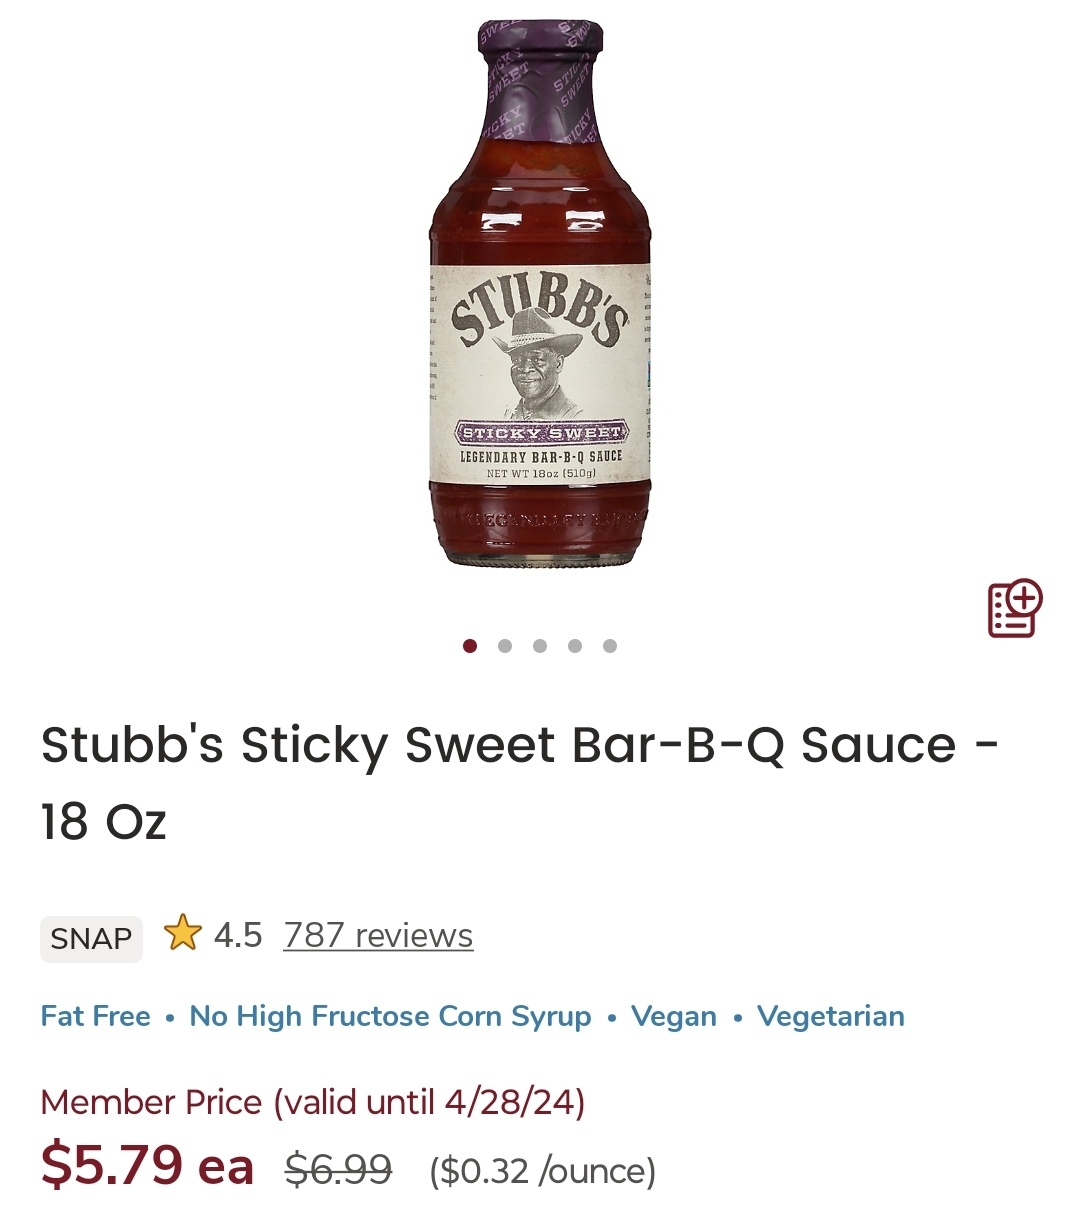 STUBB'S
STICKY SWEET
LEGENDARY BAR-B-Q SAUCE
NET WT 18oz (510g)
Stubb's Sticky Sweet Bar-B-Q Sauce -
18 Oz
SNAP 4.5 787 reviews
Fat Free • No High Fructose Corn Syrup • Vegan • Vegetarian
Member Price (valid until 4/28/24)
$5.79 ea $6.99 ($0.32 /ounce)